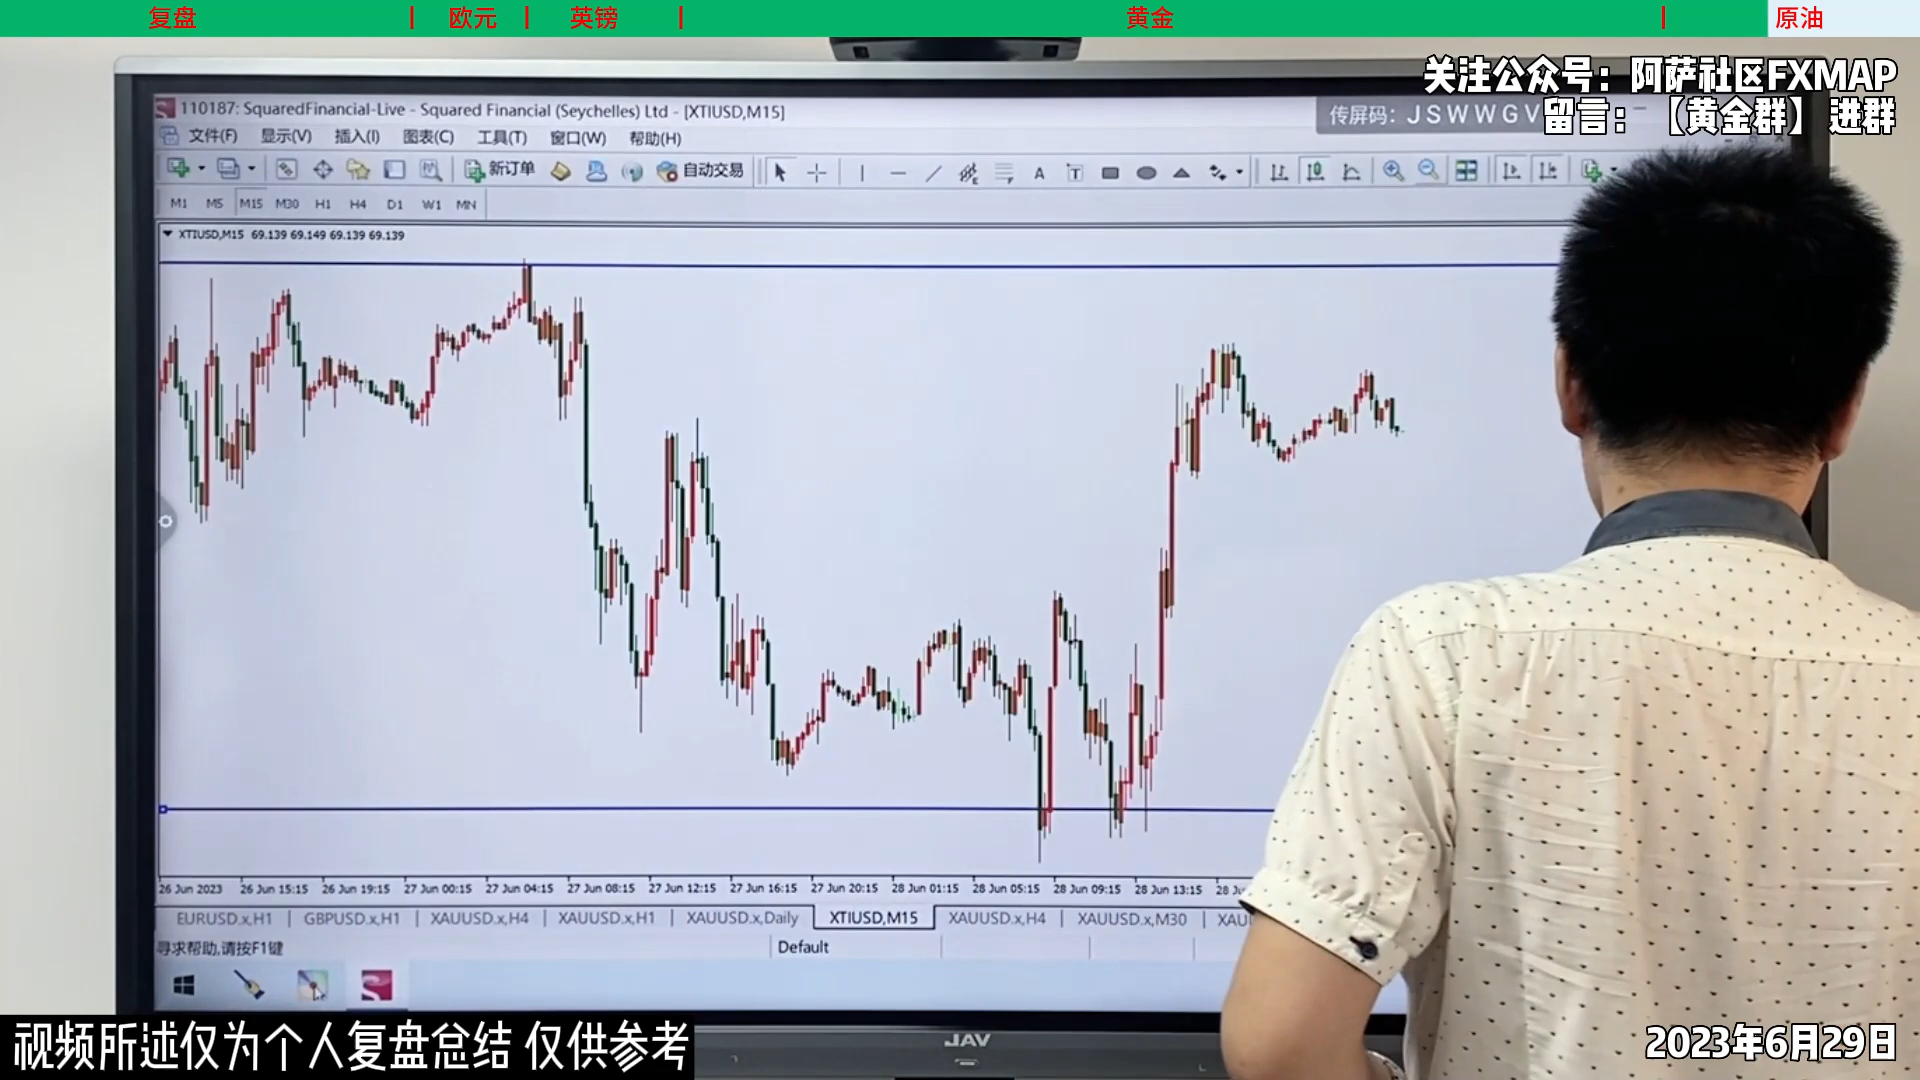 复盘 | 欧元 | 英镑 | 黄金 | 原油
关注公众号：阿萨社区FXMAP
留言：【黄金群】进群
110187: SquaredFinancial-Live - Squared Financial (Seychelles) Ltd - [XTIUSD,M15]
传屏码：JSWWGV
文件(F) 显示(V) 插入(I) 图表(C) 工具(T) 窗口(W) 帮助(H)
新订单 自动交易 A T
M1 M5 M15 M30 H1 H4 D1 W1 MN
XTIUSD,M15 69.139 69.149 69.139 69.139
26 Jun 2023 26 Jun 15:15 26 Jun 19:15 27 Jun 00:15 27 Jun 04:15 27 Jun 08:15 27 Jun 12:15 27 Jun 16:15 27 Jun 20:15 28 Jun 01:15 28 Jun 05:15 28 Jun 09:15 28 Jun 13:15 28
EURUSD.x,H1 | GBPUSD.x,H1 | XAUUSD.x,H4 | XAUUSD.x,H1 | XAUUSD.x,Daily XTIUSD,M15 XAUUSD.x,H4 | XAUUSD.x,M30 | XAU
寻求帮助,请按F1键 Default
视频所述仅为个人复盘总结 仅供参考
JAV
2023年6月29日